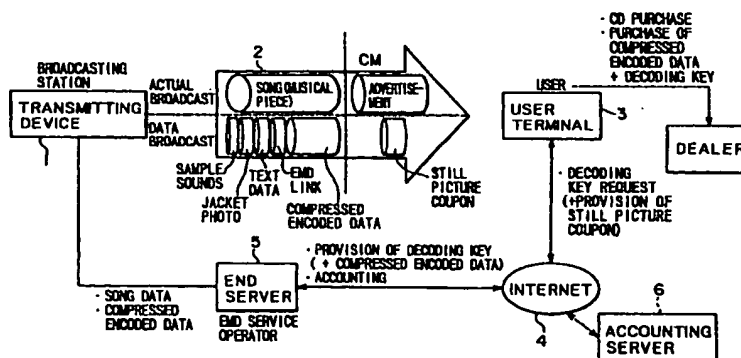 BROADCASTING
STATION
TRANSMITTING
DEVICE
1
ACTUAL
BROADCAST
DATA
BROADCAST
2
CM
SONG(MUSICAL
PIECE)
ADVERTISE-
MENT
SAMPLE
SOUNDS
JACKET
PHOTO
TEXT
DATA
EMD
LINK
COMPRESSED
ENCODED DATA
STILL
PICTURE
COUPON
· CD PURCHASE
· PURCHASE OF
COMPRESSED
ENCODED DATA
+ DECODING KEY
USER
USER
TERMINAL
3
DEALER
· DECODING
KEY REQUEST
(+PROVISION OF
STILL PICTURE
COUPON)
5
END
SERVER
EMD SERVICE
OPERATOR
· SONG DATA
· COMPRESSED
ENCODED DATA
· PROVISION OF DECODING KEY
( + COMPRESSED ENCODED DATA)
· ACCOUNTING
INTERNET
4
6
ACCOUNTING
SERVER